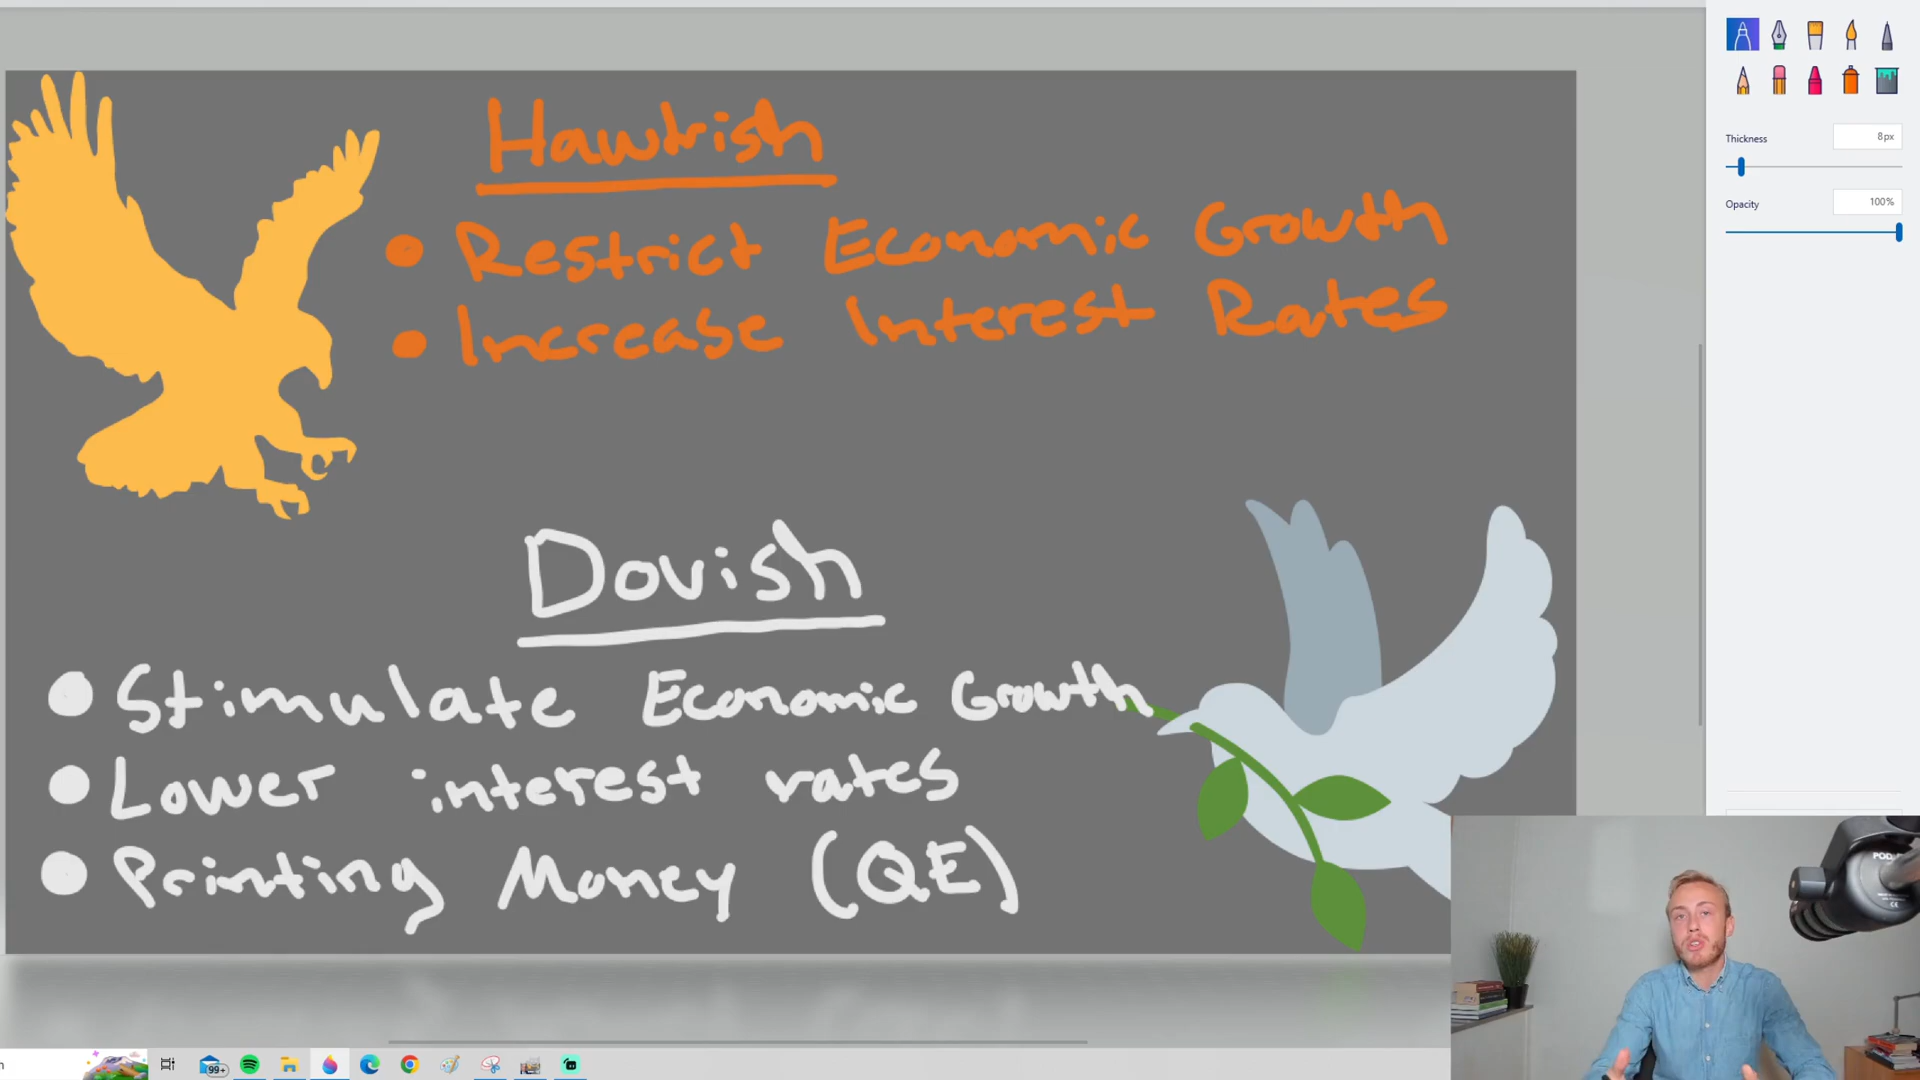 Hawkish
• Restrict Economic Growth
• Increase Interest Rates
Dovish
• Stimulate Economic Growth
• Lower interest rates
• Printing Money (QE)
Thickness
8px
Opacity
100%
99+